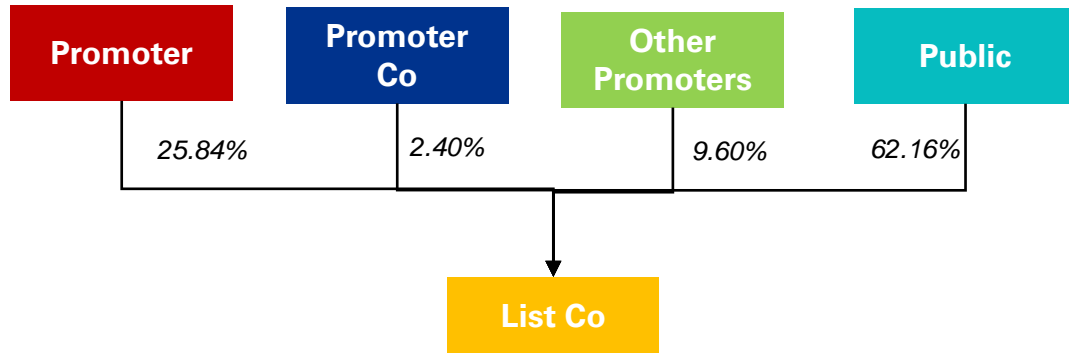 Promoter
Promoter
Co
Other
Promoters
Public
25.84%
2.40%
9.60%
62.16%
List Co